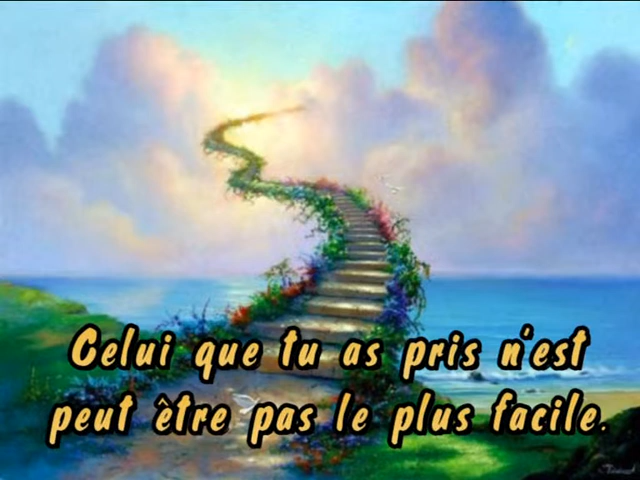 Celui que tu as pris n'est
peut être pas le plus facile.